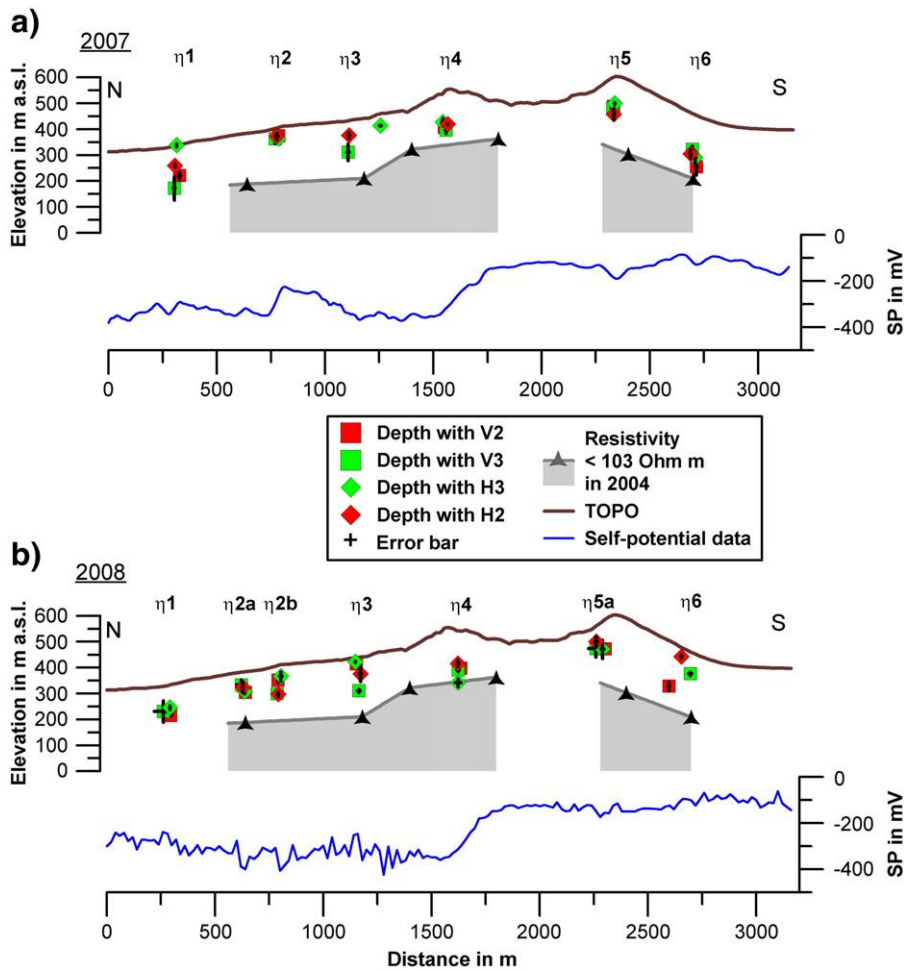 a)
2007
η1 η2 η3 η4 η5 η6
N S
Elevation in m a.s.l.
600
500
400
300
200
100
0
SP in mV
0
-200
-400
0 500 1000 1500 2000 2500 3000
Depth with V2
Depth with V3
Depth with H3
Depth with H2
Error bar
Resistivity
< 103 Ohm m
in 2004
TOPO
Self-potential data
b)
2008
η1 η2a η2b η3 η4 η5a η6
N S
Elevation in m a.s.l.
600
500
400
300
200
100
0
SP in mV
0
-200
-400
0 500 1000 1500 2000 2500 3000
Distance in m